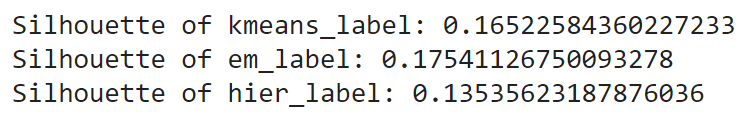 Silhouette of kmeans_label: 0.16522584360227233
Silhouette of em_label: 0.17541126750093278
Silhouette of hier_label: 0.13535623187876036